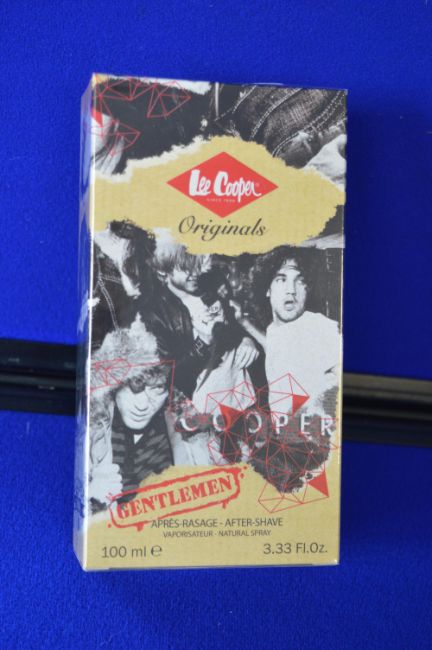 Lee Cooper
SINCE 1908
Originals
COOPER
GENTLEMEN
APRÈS-RASAGE - AFTER-SHAVE
VAPORISATEUR - NATURAL SPRAY
100 ml ℮
3.33 Fl.Oz.